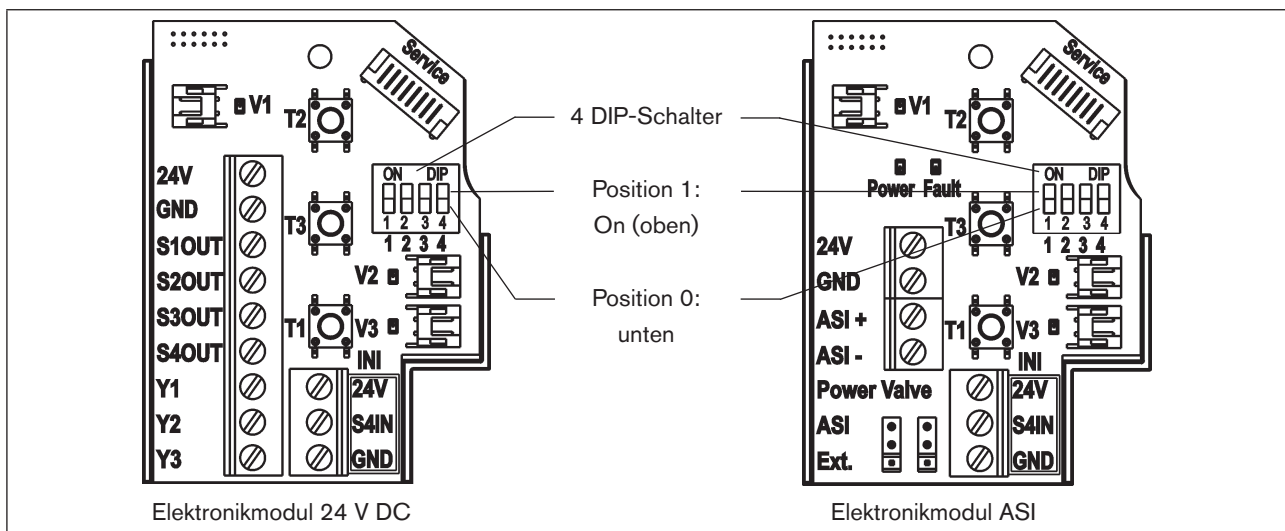 Service
V1
T2
24V
GND
S1OUT
S2OUT
S3OUT
S4OUT
Y1
Y2
Y3
ON DIP
1 2 3 4
1 2 3 4
T3
V2
T1
V3
INI
24V
S4IN
GND
Elektronikmodul 24 V DC
4 DIP-Schalter
Position 1:
On (oben)
Position 0:
unten
Service
V1
T2
Power Fault
ON DIP
1 2 3 4
1 2 3 4
T3
24V
GND
ASI +
ASI -
V2
T1
V3
INI
Power Valve
ASI
Ext.
24V
S4IN
GND
Elektronikmodul ASI